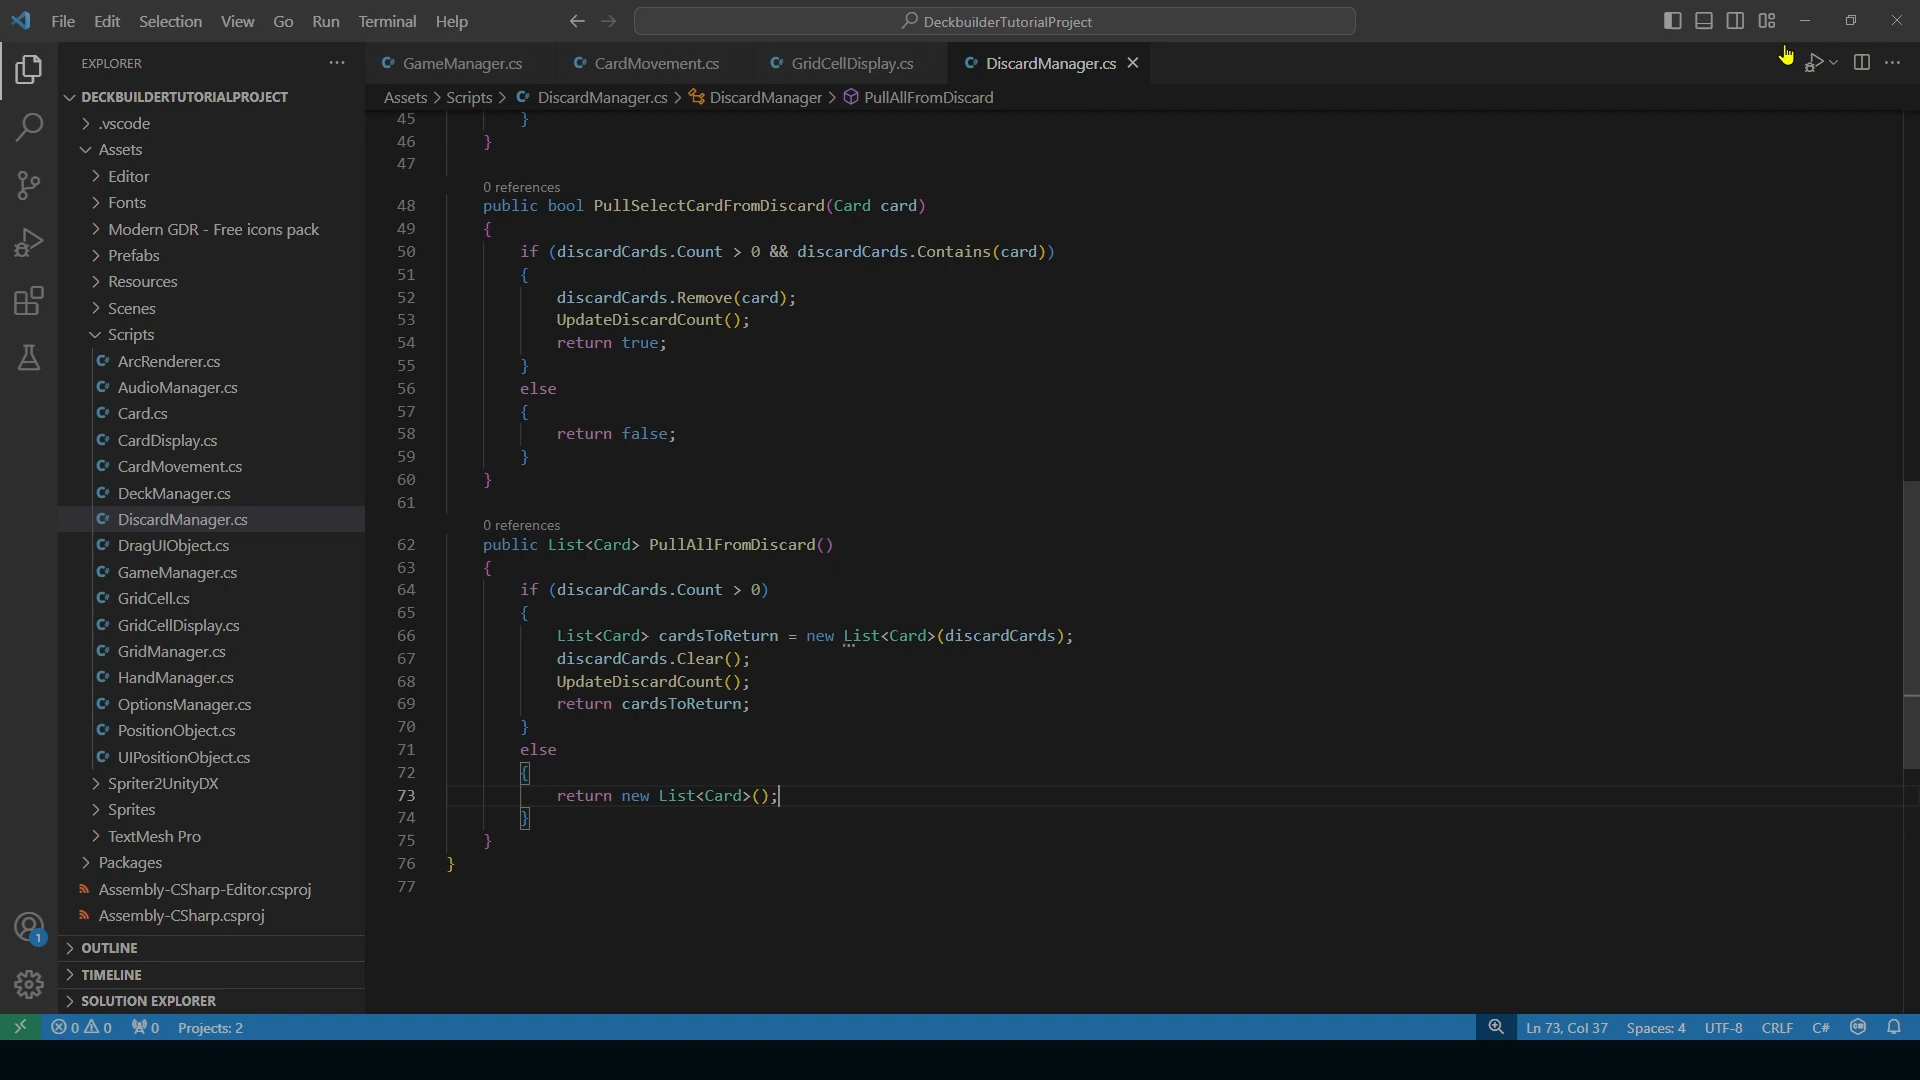 File Edit Selection View Go Run Terminal Help
DeckbuilderTutorialProject
EXPLORER
GameManager.cs CardMovement.cs GridCellDisplay.cs DiscardManager.cs
DECKBUILDERTUTORIALPROJECT
Assets > Scripts > DiscardManager.cs > DiscardManager > PullAllFromDiscard
.vscode
Assets
Editor
Fonts
Modern GDR - Free icons pack
Prefabs
Resources
Scenes
Scripts
ArcRenderer.cs
AudioManager.cs
Card.cs
CardDisplay.cs
CardMovement.cs
DeckManager.cs
DiscardManager.cs
DragUIObject.cs
GameManager.cs
GridCell.cs
GridCellDisplay.cs
GridManager.cs
HandManager.cs
OptionsManager.cs
PositionObject.cs
UIPositionObject.cs
Spriter2UnityDX
Sprites
TextMesh Pro
Packages
Assembly-CSharp-Editor.csproj
Assembly-CSharp.csproj
OUTLINE
TIMELINE
SOLUTION EXPLORER
45 }
46 }
47
0 references
48 public bool PullSelectCardFromDiscard(Card card)
49 {
50 if (discardCards.Count > 0 && discardCards.Contains(card))
51 {
52 discardCards.Remove(card);
53 UpdateDiscardCount();
54 return true;
55 }
56 else
57 {
58 return false;
59 }
60 }
61
0 references
62 public List<Card> PullAllFromDiscard()
63 {
64 if (discardCards.Count > 0)
65 {
66 List<Card> cardsToReturn = new List<Card>(discardCards);
67 discardCards.Clear();
68 UpdateDiscardCount();
69 return cardsToReturn;
70 }
71 else
72 {
73 return new List<Card>();
74 }
75 }
76 }
77
1
0 0 0 Projects: 2 Ln 73, Col 37 Spaces: 4 UTF-8 CRLF C#